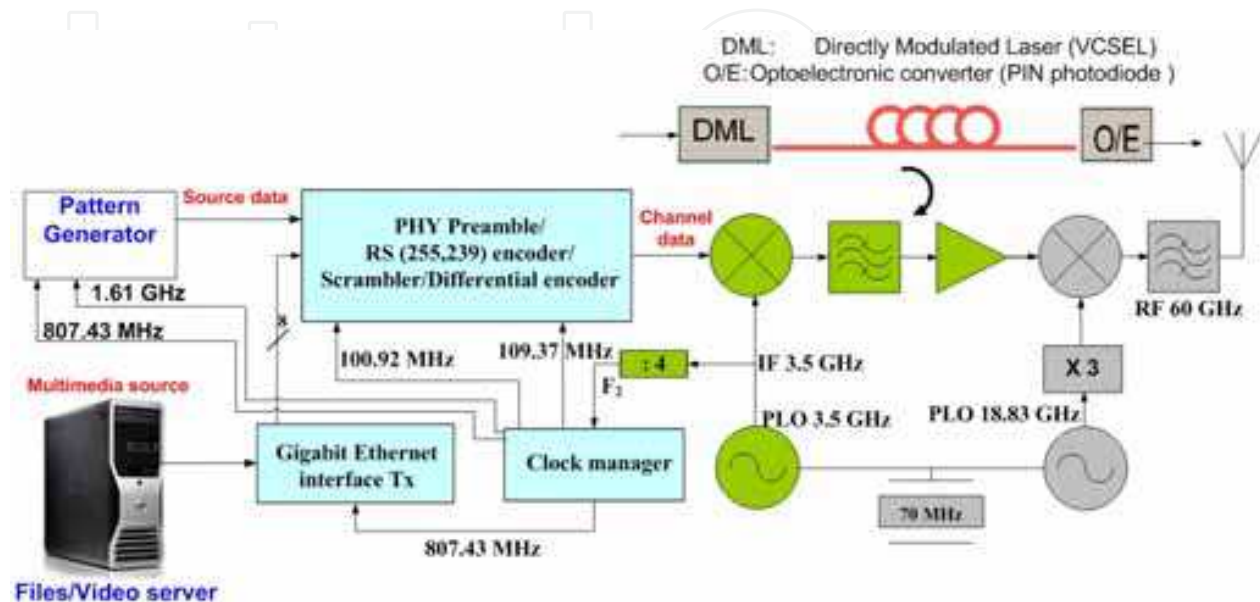 DML: Directly Modulated Laser (VCSEL)
O/E: Optoelectronic converter (PIN photodiode )
DML
O/E
Pattern
Generator
Source data
PHY Preamble/
RS (255,239) encoder/
Scrambler/Differential encoder
Channel
data
1.61 GHz
807.43 MHz
8
100.92 MHz
109.37 MHz
: 4
F2
IF 3.5 GHz
RF 60 GHz
X 3
PLO 3.5 GHz
PLO 18.83 GHz
Multimedia source
Gigabit Ethernet
interface Tx
Clock manager
70 MHz
807.43 MHz
Files/Video server